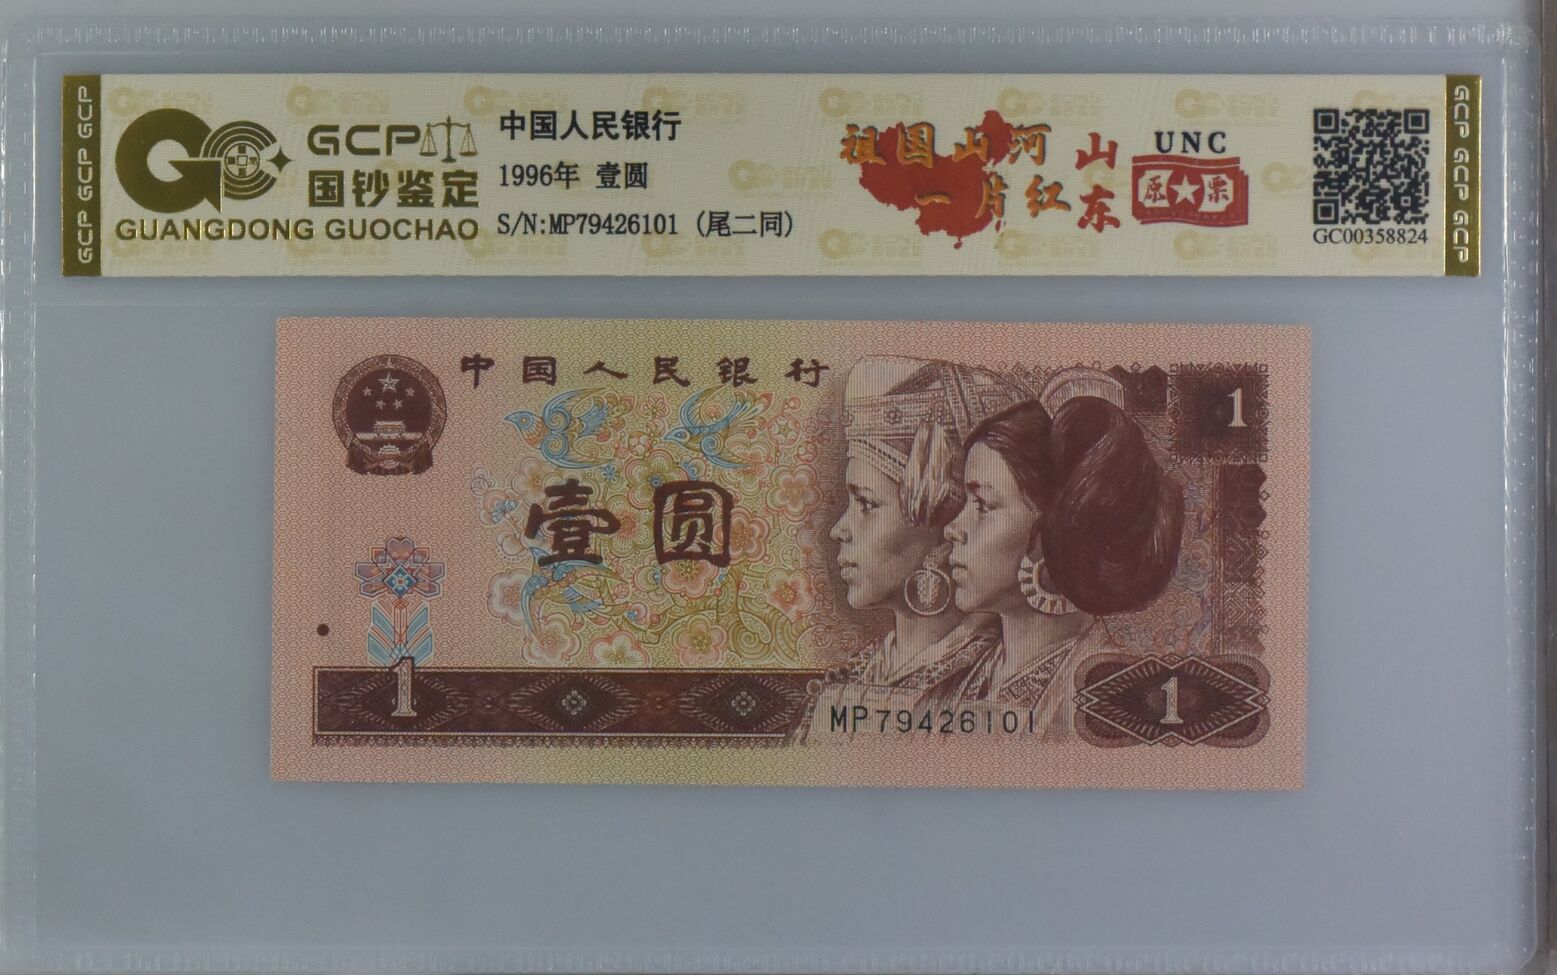 GCP GCP GCP
GCP
国钞鉴定
GUANGDONG GUOCHAO
中国人民银行
1996年 壹圆
S/N:MP79426101 (尾二同)
祖国山河
一片红
山东
UNC
原票
GC00358824
GCP GCP GCP
中国人民银行
1
壹圆
1
MP79426101
1